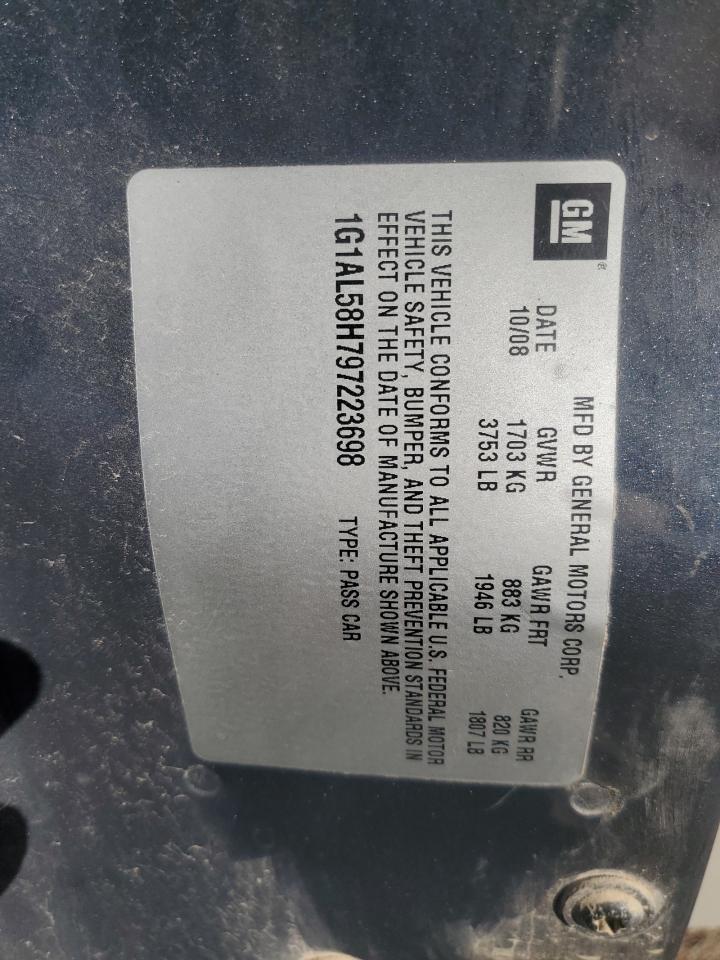 GM®
MFD BY GENERAL MOTORS CORP.
DATE GVWR GAWR FRT GAWR RR
10/08 1703 KG 883 KG 820 KG
3753 LB 1946 LB 1807 LB
THIS VEHICLE CONFORMS TO ALL APPLICABLE U.S. FEDERAL MOTOR
VEHICLE SAFETY, BUMPER, AND THEFT PREVENTION STANDARDS IN
EFFECT ON THE DATE OF MANUFACTURE SHOWN ABOVE.
1G1AL58H797223698 TYPE: PASS CAR